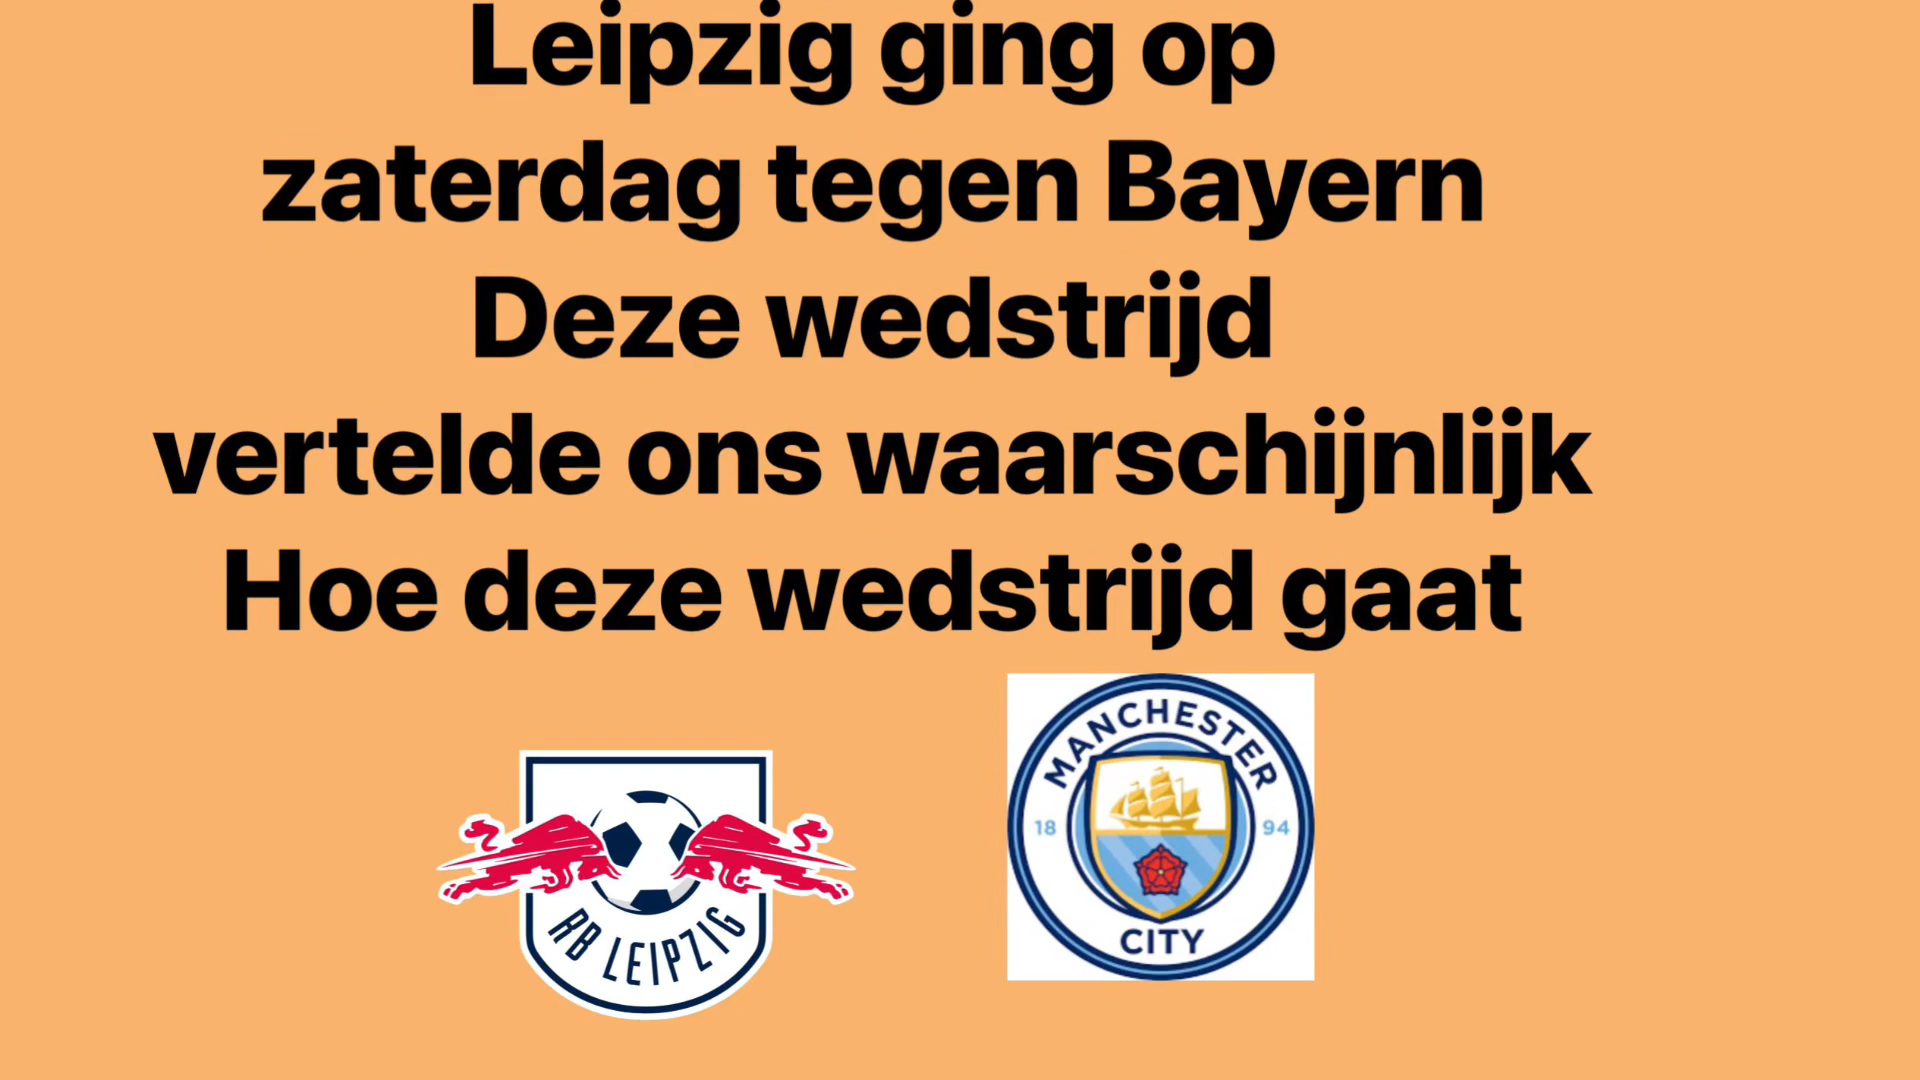 Leipzig ging op
zaterdag tegen Bayern
Deze wedstrijd
vertelde ons waarschijnlijk
Hoe deze wedstrijd gaat
MANCHESTER
18 94
CITY
RB LEIPZIG